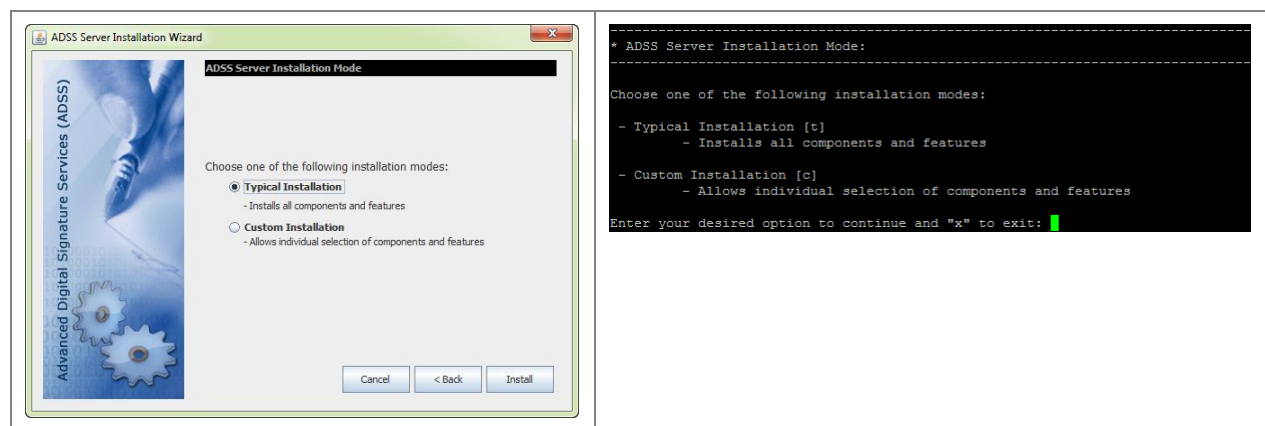 ADSS Server Installation Wizard
ADSS Server Installation Mode
Advanced Digital Signature Services (ADSS)
Choose one of the following installation modes:
Typical Installation
- Installs all components and features
Custom Installation
- Allows individual selection of components and features
Cancel
< Back
Install
* ADSS Server Installation Mode:
Choose one of the following installation modes:
- Typical Installation [t]
- Installs all components and features
- Custom Installation [c]
- Allows individual selection of components and features
Enter your desired option to continue and "x" to exit: